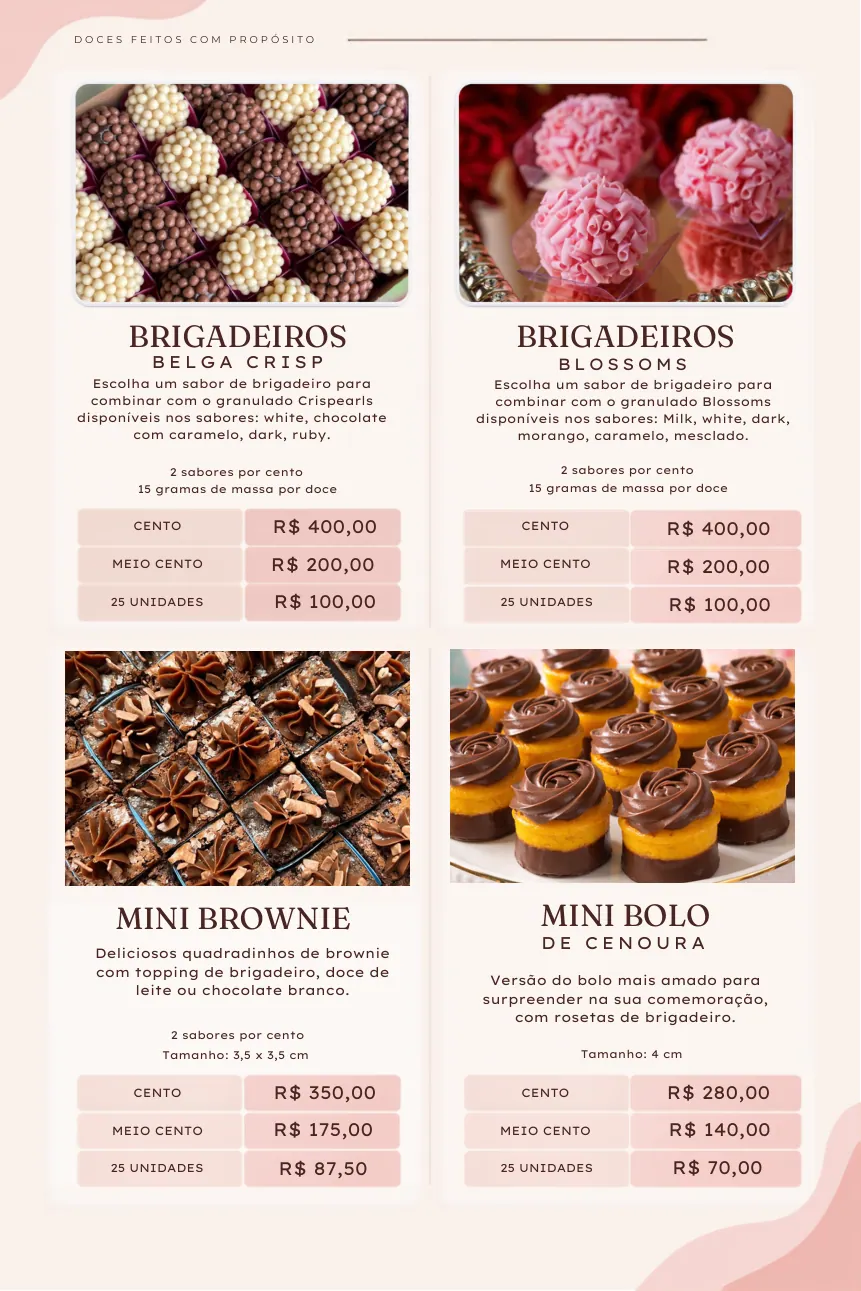 DOCES FEITOS COM PROPÓSITO
BRIGADEIROS
BELGA CRISP
Escolha um sabor de brigadeiro para
combinar com o granulado Crispearls
disponíveis nos sabores: white, chocolate
com caramelo, dark, ruby.
2 sabores por cento
15 gramas de massa por doce
CENTO R$ 400,00
MEIO CENTO R$ 200,00
25 UNIDADES R$ 100,00
BRIGADEIROS
BLOSSOMS
Escolha um sabor de brigadeiro para
combinar com o granulado Blossoms
disponíveis nos sabores: Milk, white, dark,
morango, caramelo, mesclado.
2 sabores por cento
15 gramas de massa por doce
CENTO R$ 400,00
MEIO CENTO R$ 200,00
25 UNIDADES R$ 100,00
MINI BROWNIE
Deliciosos quadradinhos de brownie
com topping de brigadeiro, doce de
leite ou chocolate branco.
2 sabores por cento
Tamanho: 3,5 x 3,5 cm
CENTO R$ 350,00
MEIO CENTO R$ 175,00
25 UNIDADES R$ 87,50
MINI BOLO
DE CENOURA
Versão do bolo mais amado para
surpreender na sua comemoração,
com rosetas de brigadeiro.
Tamanho: 4 cm
CENTO R$ 280,00
MEIO CENTO R$ 140,00
25 UNIDADES R$ 70,00